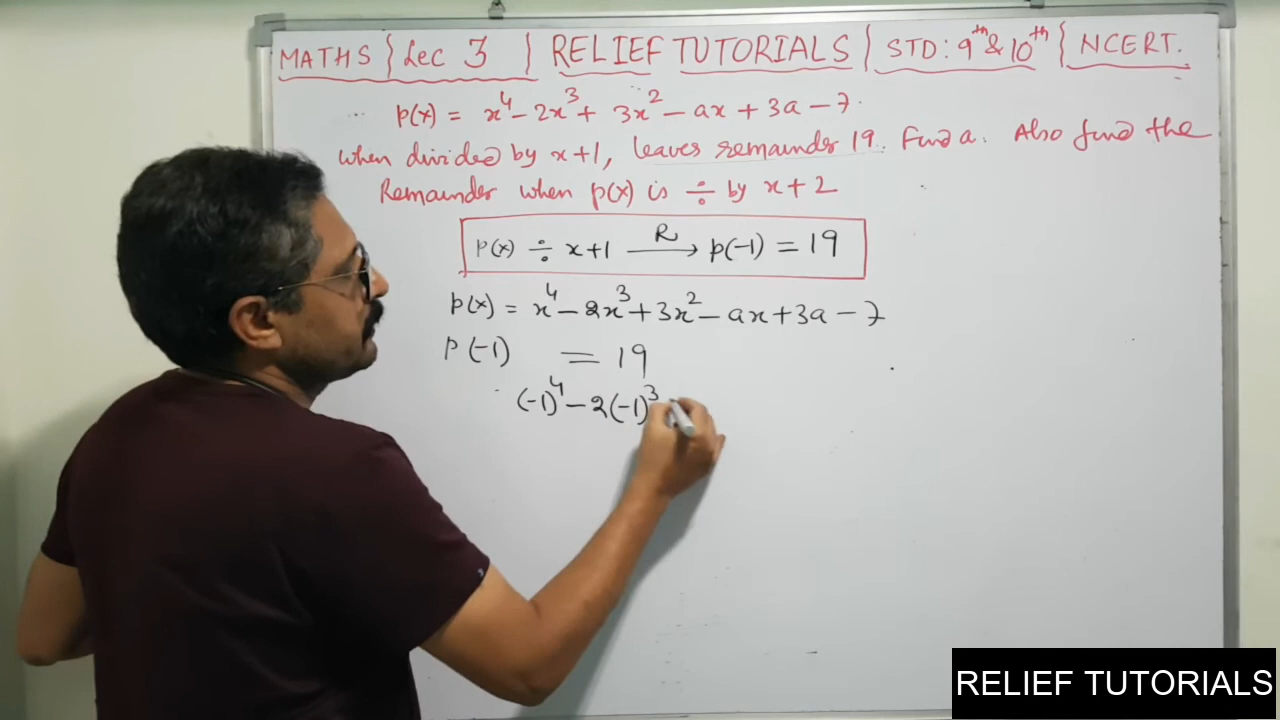 MATHS | Lec 3 | RELIEF TUTORIALS | STD: 9th & 10th | NCERT.
p(x) = x⁴ - 2x³ + 3x² - ax + 3a - 7.
when divided by x+1, leaves remainder 19. Find a. Also find the
Remainder when p(x) is ÷ by x+2
p(x) ÷ x+1 —R→ p(-1) = 19
p(x) = x⁴ - 2x³ + 3x² - ax + 3a - 7
p(-1) = 19
(-1)⁴ - 2(-1)³
RELIEF TUTORIALS